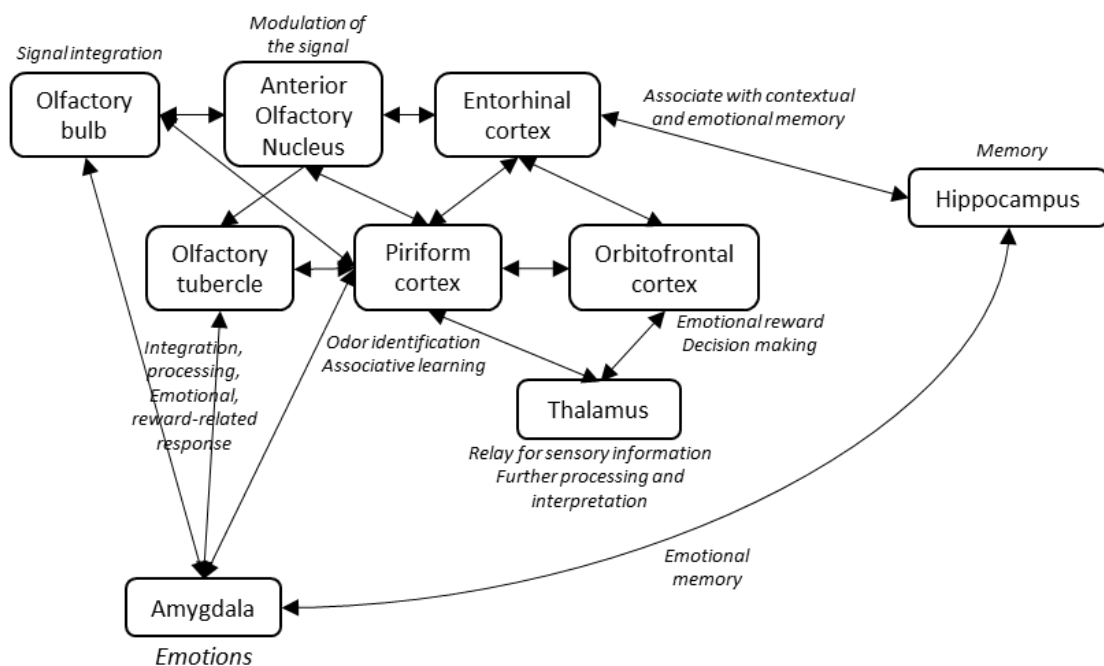 Modulation of
the signal
Signal integration
Olfactory
bulb
Anterior
Olfactory
Nucleus
Entorhinal
cortex
Associate with contextual
and emotional memory
Memory
Hippocampus
Olfactory
tubercle
Piriform
cortex
Orbitofrontal
cortex
Integration,
processing,
Emotional,
reward-related
response
Odor identification
Associative learning
Emotional reward
Decision making
Thalamus
Relay for sensory information
Further processing and
interpretation
Emotional
memory
Amygdala
Emotions